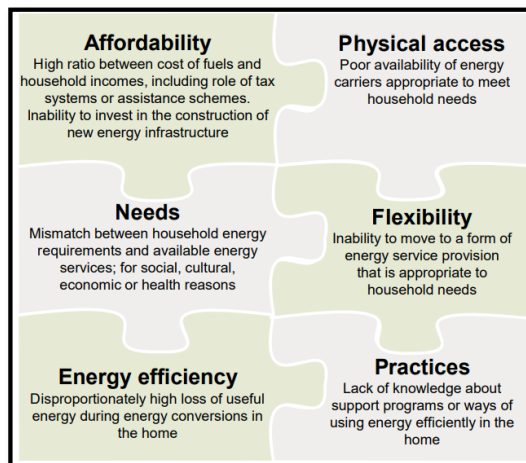 Affordability
High ratio between cost of fuels and
household incomes, including role of tax
systems or assistance schemes.
Inability to invest in the construction of
new energy infrastructure
Physical access
Poor availability of energy
carriers appropriate to meet
household needs
Needs
Mismatch between household energy
requirements and available energy
services; for social, cultural,
economic or health reasons
Flexibility
Inability to move to a form of
energy service provision
that is appropriate to
household needs
Energy efficiency
Disproportionately high loss of useful
energy during energy conversions in
the home
Practices
Lack of knowledge about
support programs or ways of
using energy efficiently in the
home